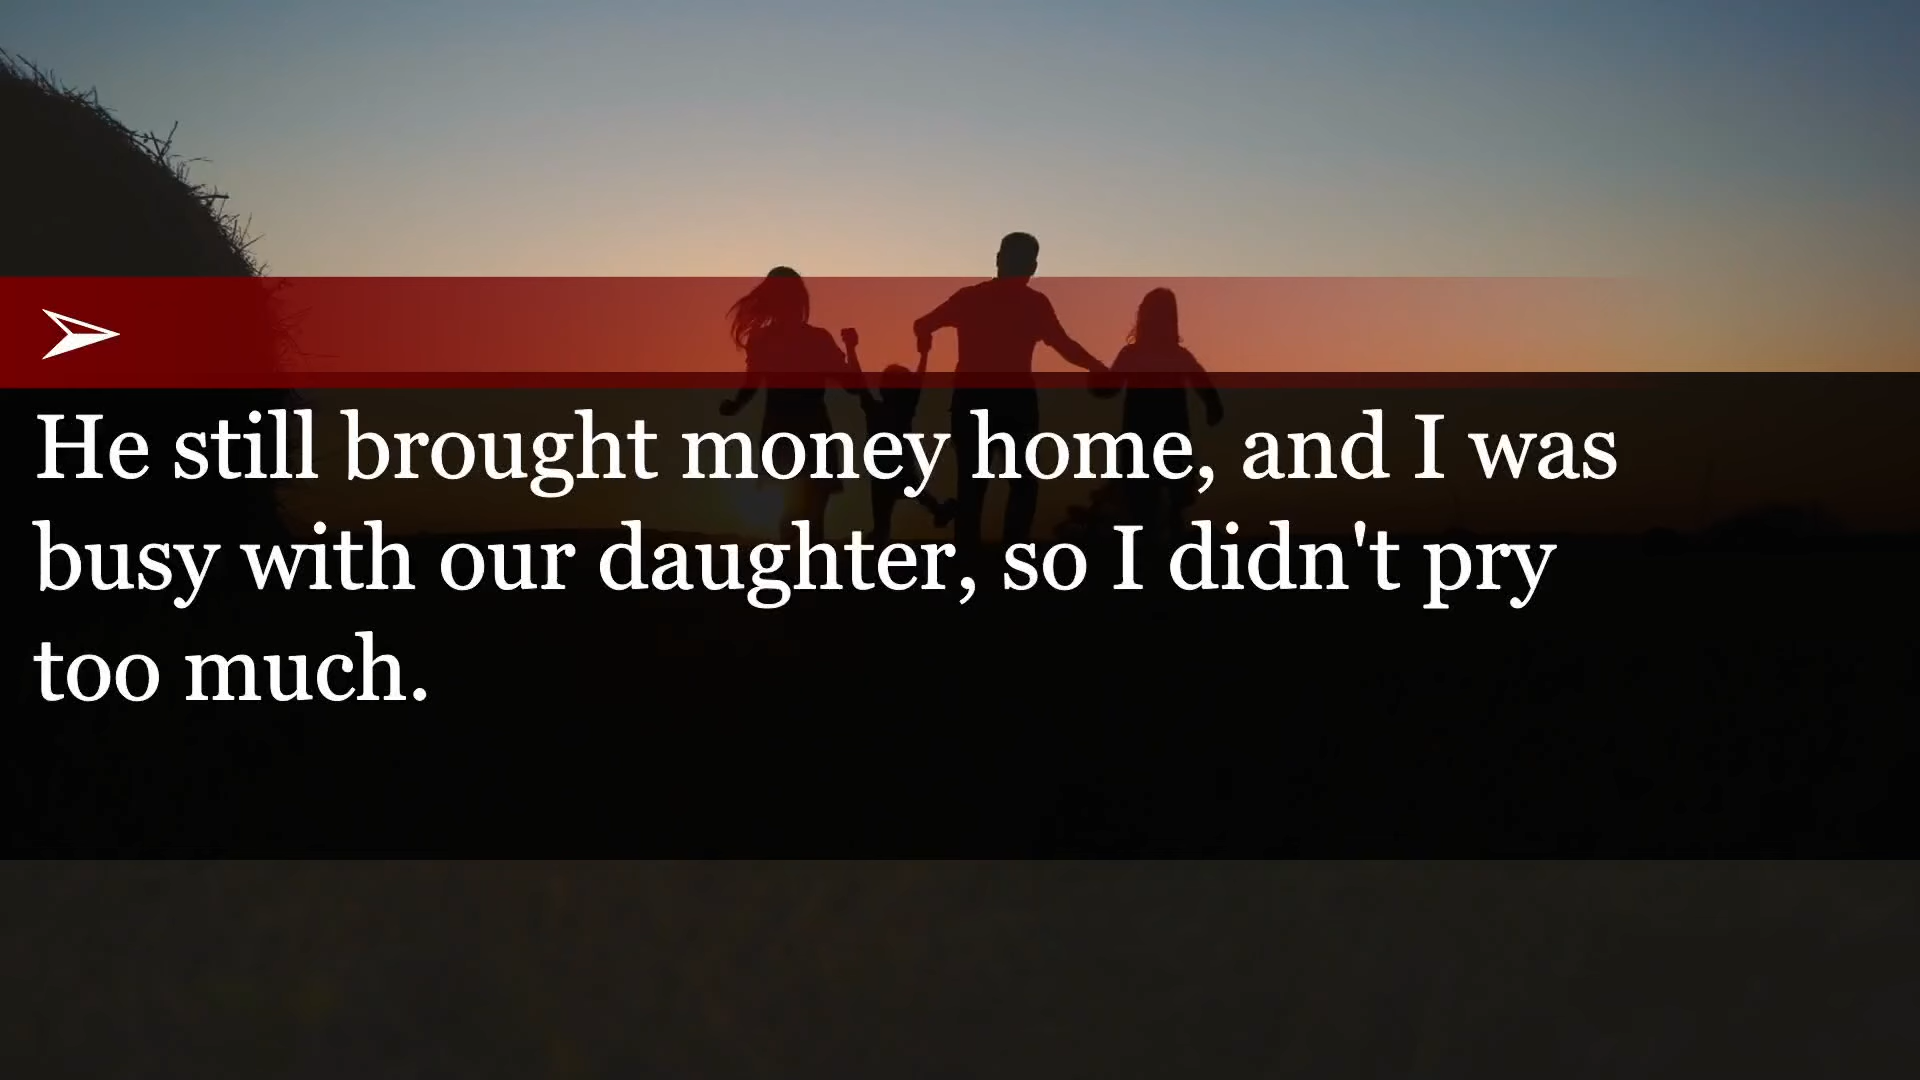 He still brought money home, and I was
busy with our daughter, so I didn't pry
too much.